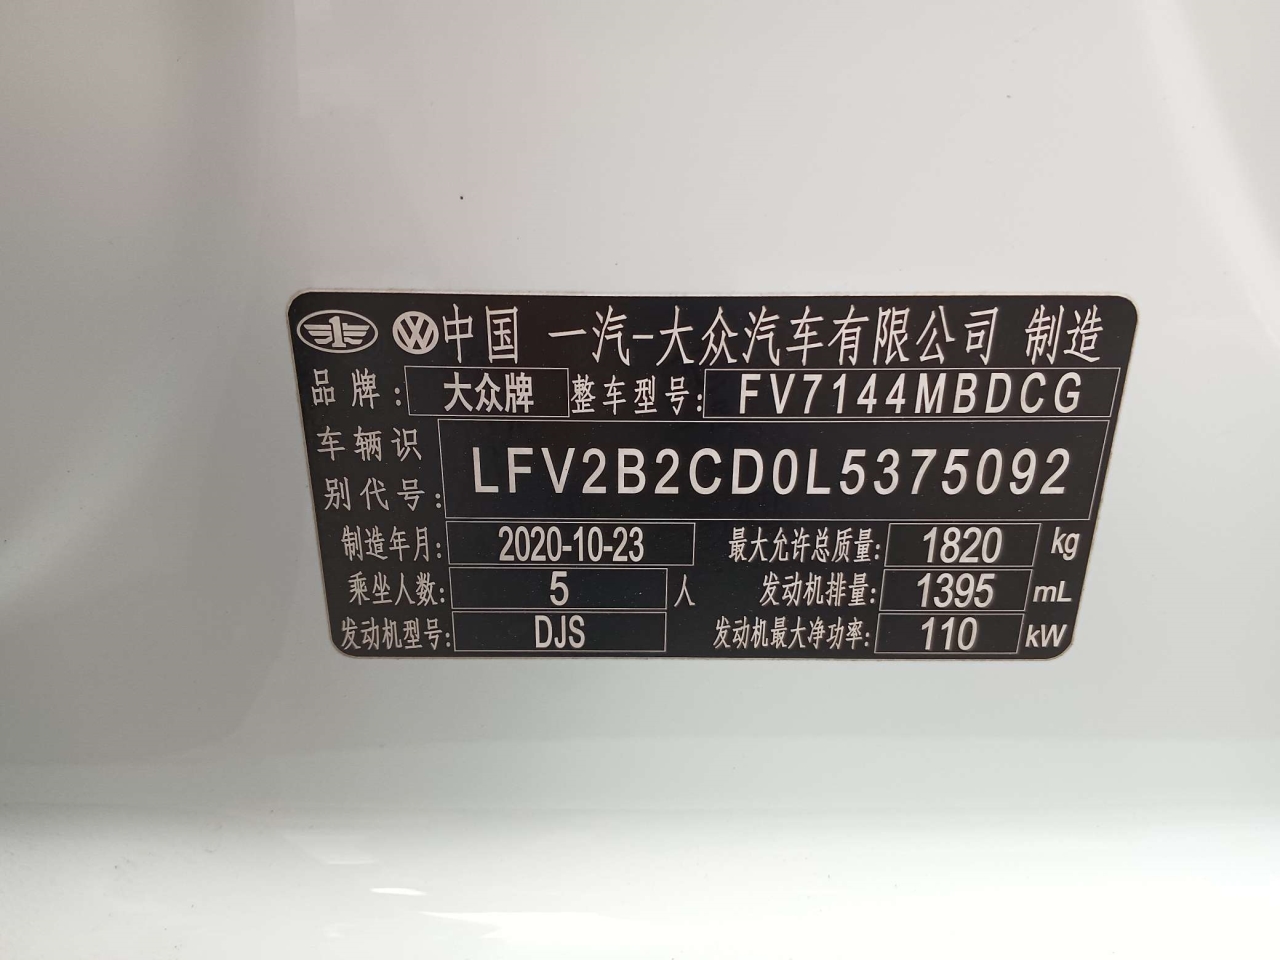 中国 一汽-大众汽车有限公司 制造
品牌: 大众牌 整车型号: FV7144MBDCG
车辆识别代号: LFV2B2CD0L5375092
制造年月: 2020-10-23 最大允许总质量: 1820 kg
乘坐人数: 5 人 发动机排量: 1395 mL
发动机型号: DJS 发动机最大净功率: 110 kW